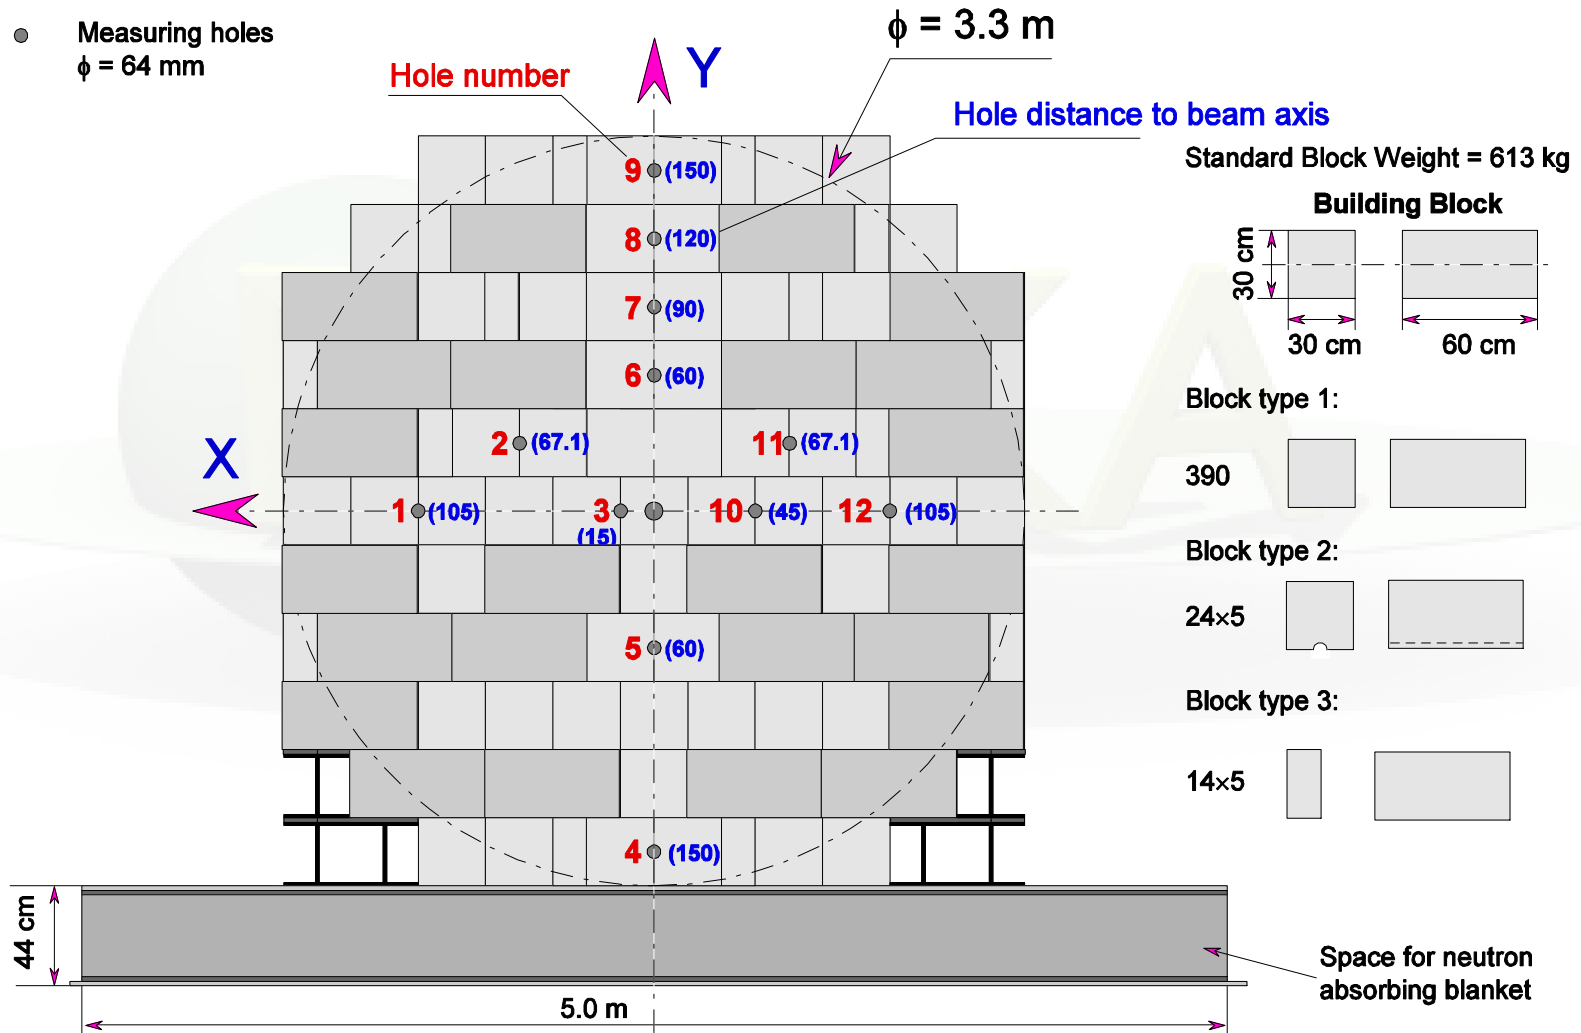 Measuring holes
ϕ = 64 mm
Hole number
Y
ϕ = 3.3 m
Hole distance to beam axis
Standard Block Weight = 613 kg
Building Block
30 cm
30 cm
60 cm
9 (150)
8 (120)
7 (90)
6 (60)
2 (67.1)
11 (67.1)
X
1 (105)
3
(15)
10 (45)
12 (105)
5 (60)
4 (150)
Block type 1:
390
Block type 2:
24×5
Block type 3:
14×5
44 cm
5.0 m
Space for neutron
absorbing blanket